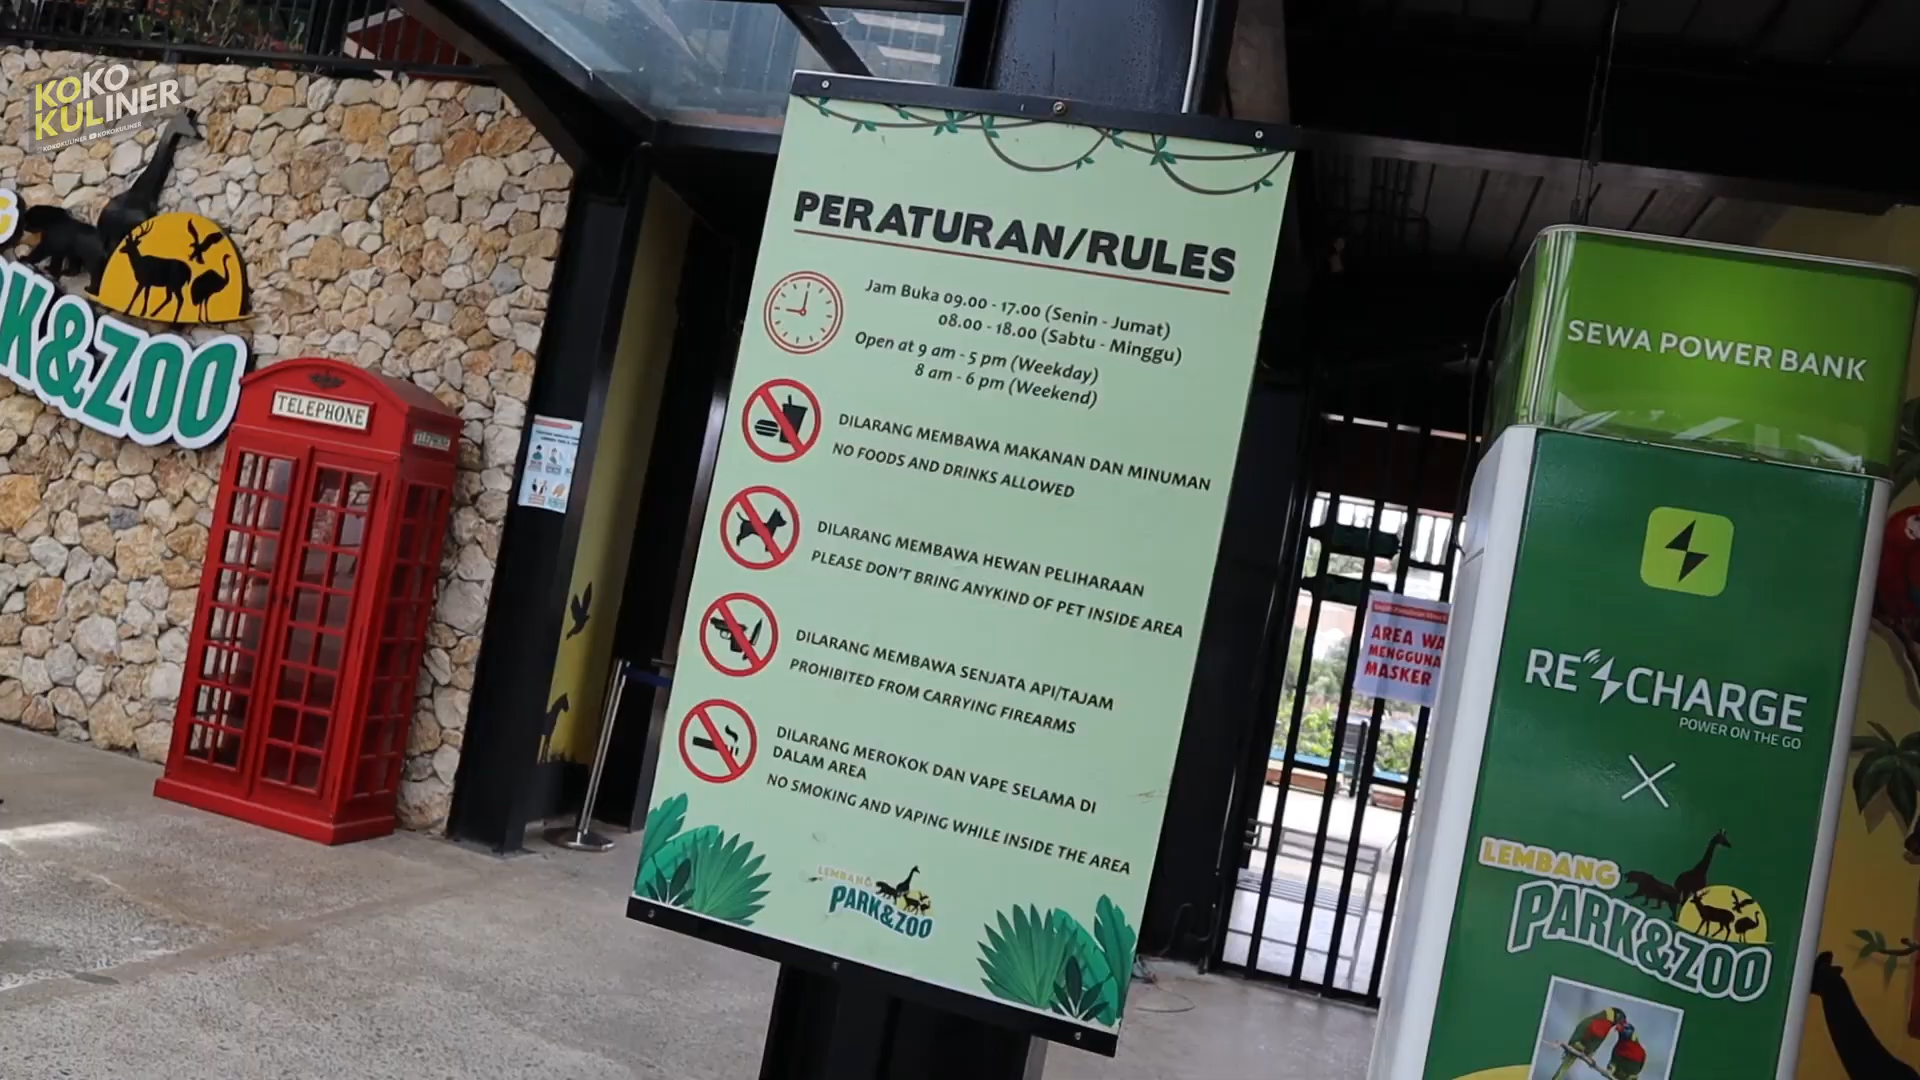 KOKO
KULINER
KOKOKULINER KOKOKULINER
K&ZOO
TELEPHONE
TELEPHONE
PERATURAN/RULES
Jam Buka 09.00 - 17.00 (Senin - Jumat)
08.00 - 18.00 (Sabtu - Minggu)
Open at 9 am - 5 pm (Weekday)
8 am - 6 pm (Weekend)
DILARANG MEMBAWA MAKANAN DAN MINUMAN
NO FOODS AND DRINKS ALLOWED
DILARANG MEMBAWA HEWAN PELIHARAAN
PLEASE DON'T BRING ANYKIND OF PET INSIDE AREA
DILARANG MEMBAWA SENJATA API/TAJAM
PROHIBITED FROM CARRYING FIREARMS
DILARANG MEROKOK DAN VAPE SELAMA DI
DALAM AREA
NO SMOKING AND VAPING WHILE INSIDE THE AREA
LEMBANG
PARK&ZOO
AREA WA
MENGGUNA
MASKER
SEWA POWER BANK
RE CHARGE
POWER ON THE GO
X
LEMBANG
PARK&ZOO